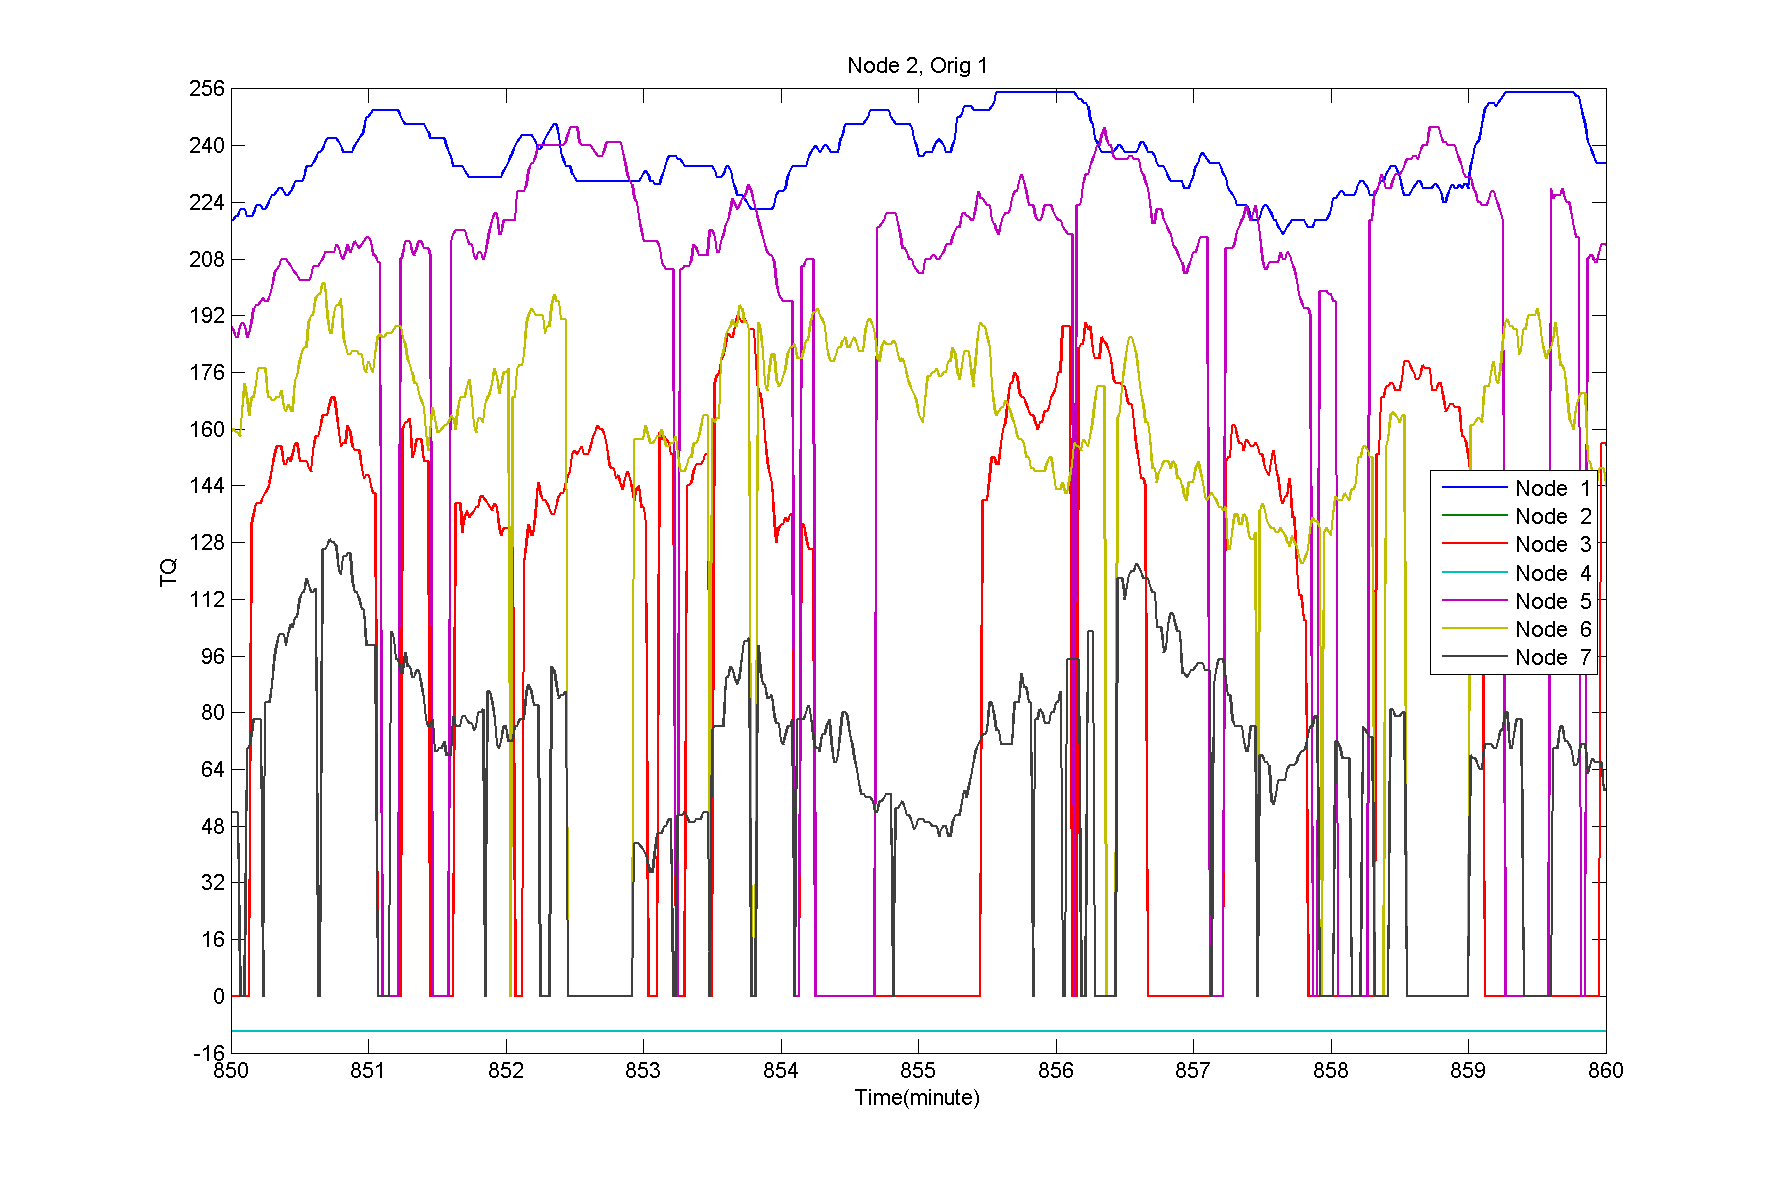 Node 2, Orig 1
256
240
224
208
192
176
160
144
128
112
96
80
64
48
32
16
0
-16
TQ
Node 1
Node 2
Node 3
Node 4
Node 5
Node 6
Node 7
850 851 852 853 854 855 856 857 858 859 860
Time(minute)